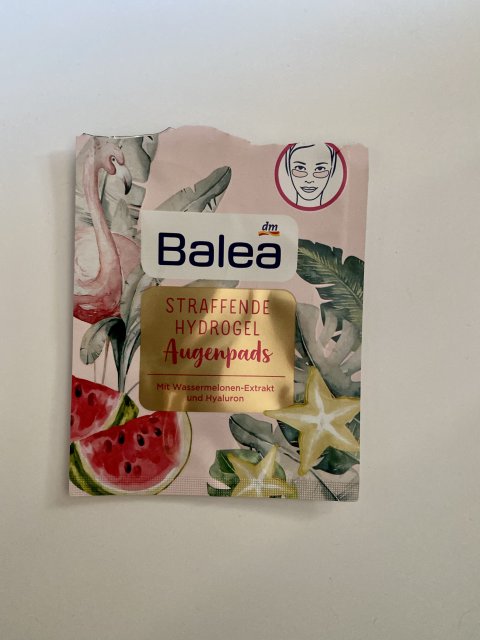 dm
Balea
STRAFFENDE
HYDROGEL
Augenpads
Mit Wassermelonen-Extrakt
und Hyaluron